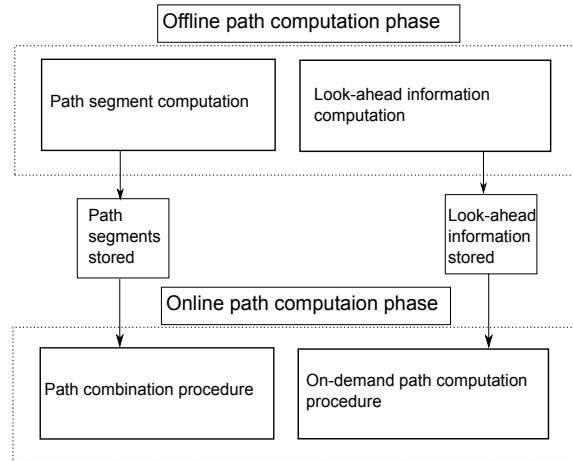 Offline path computation phase
Path segment computation
Look-ahead information
computation
Path
segments
stored
Look-ahead
information
stored
Online path computaion phase
Path combination procedure
On-demand path computation
procedure